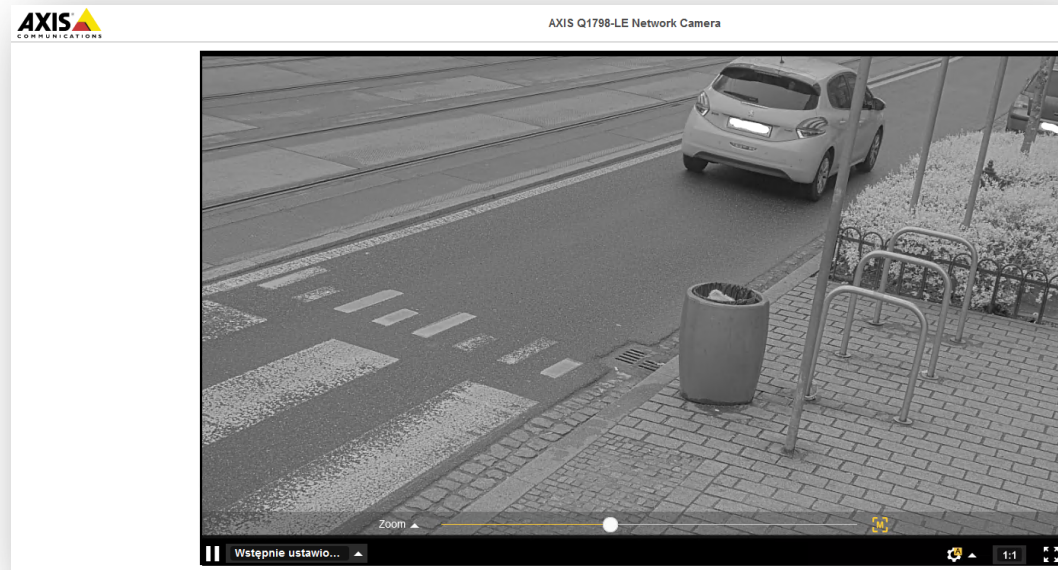 AXIS
COMMUNICATIONS
AXIS Q1798-LE Network Camera
Zoom
M
Wstępnie ustawio...
A
1:1